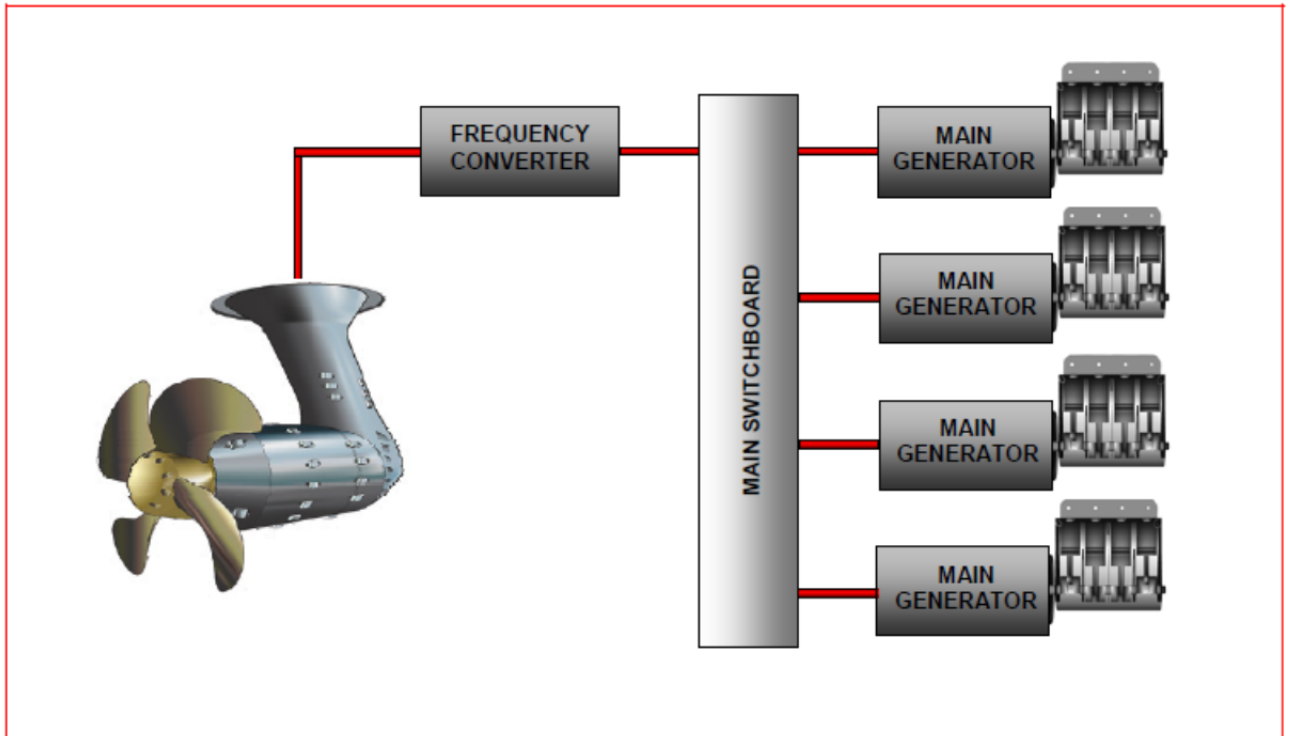 FREQUENCY
CONVERTER
MAIN SWITCHBOARD
MAIN
GENERATOR
MAIN
GENERATOR
MAIN
GENERATOR
MAIN
GENERATOR